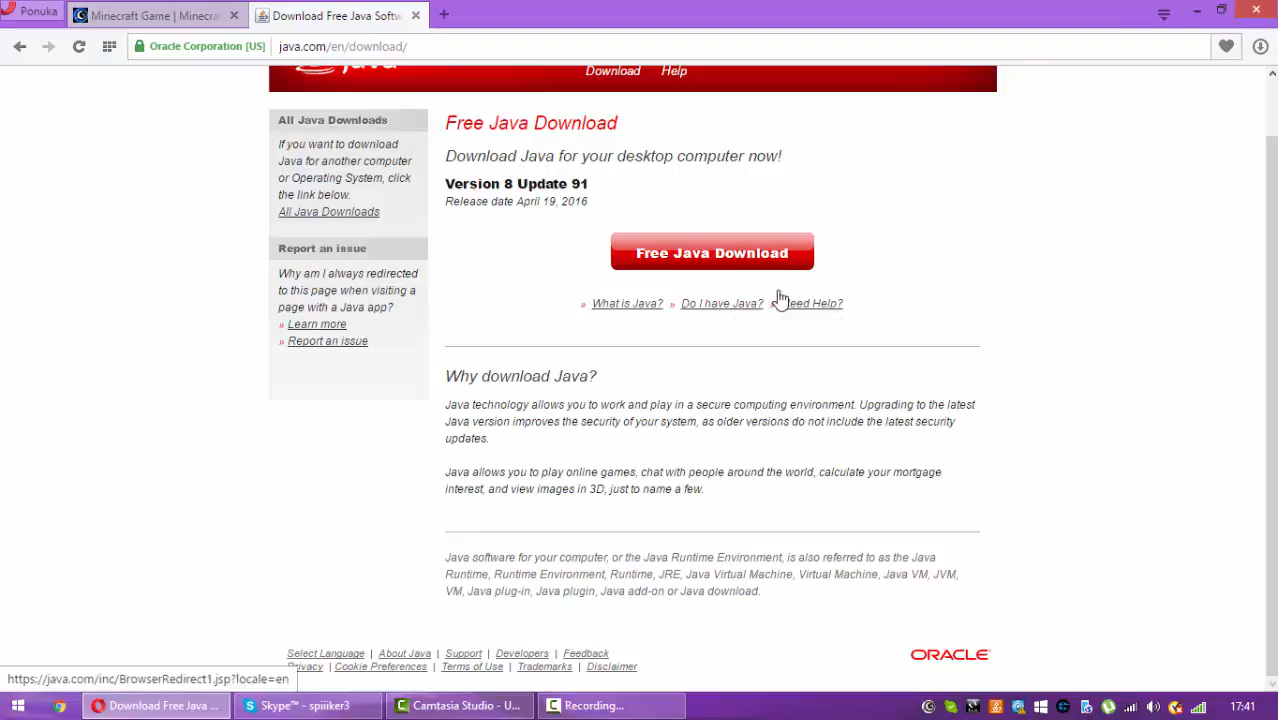 Ponuka
Minecraft Game | Minecraf
Download Free Java Softw
Oracle Corporation [US]
java.com/en/download/
Download
Help
All Java Downloads
If you want to download
Java for another computer
or Operating System, click
the link below.
All Java Downloads
Report an issue
Why am I always redirected
to this page when visiting a
page with a Java app?
» Learn more
» Report an issue
Free Java Download
Download Java for your desktop computer now!
Version 8 Update 91
Release date April 19, 2016
Free Java Download
» What is Java? » Do I have Java? Need Help?
Why download Java?
Java technology allows you to work and play in a secure computing environment. Upgrading to the latest
Java version improves the security of your system, as older versions do not include the latest security
updates.
Java allows you to play online games, chat with people around the world, calculate your mortgage
interest, and view images in 3D, just to name a few.
Java software for your computer, or the Java Runtime Environment, is also referred to as the Java
Runtime, Runtime Environment, Runtime, JRE, Java Virtual Machine, Virtual Machine, Java VM, JVM,
VM, Java plug-in, Java plugin, Java add-on or Java download.
Select Language | About Java | Support | Developers | Feedback
Privacy | Cookie Preferences | Terms of Use | Trademarks | Disclaimer
ORACLE
https://java.com/inc/BrowserRedirect1.jsp?locale=en
Download Free Java ...
Skype™ - spiiiker3
Camtasia Studio - U...
Recording...
17:41